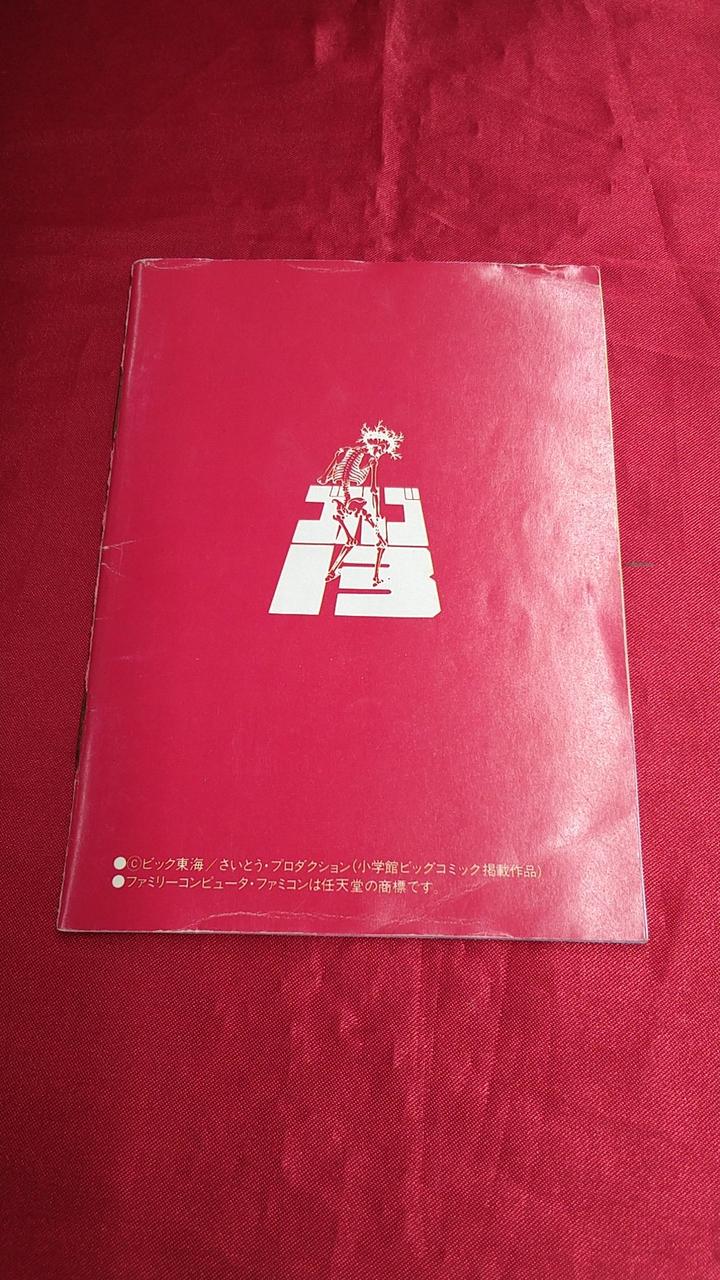 ゴルゴ
13
●©ビック東海/さいとう・プロダクション(小学館ビッグコミック掲載作品)
●ファミリーコンピュータ・ファミコンは任天堂の商標です。